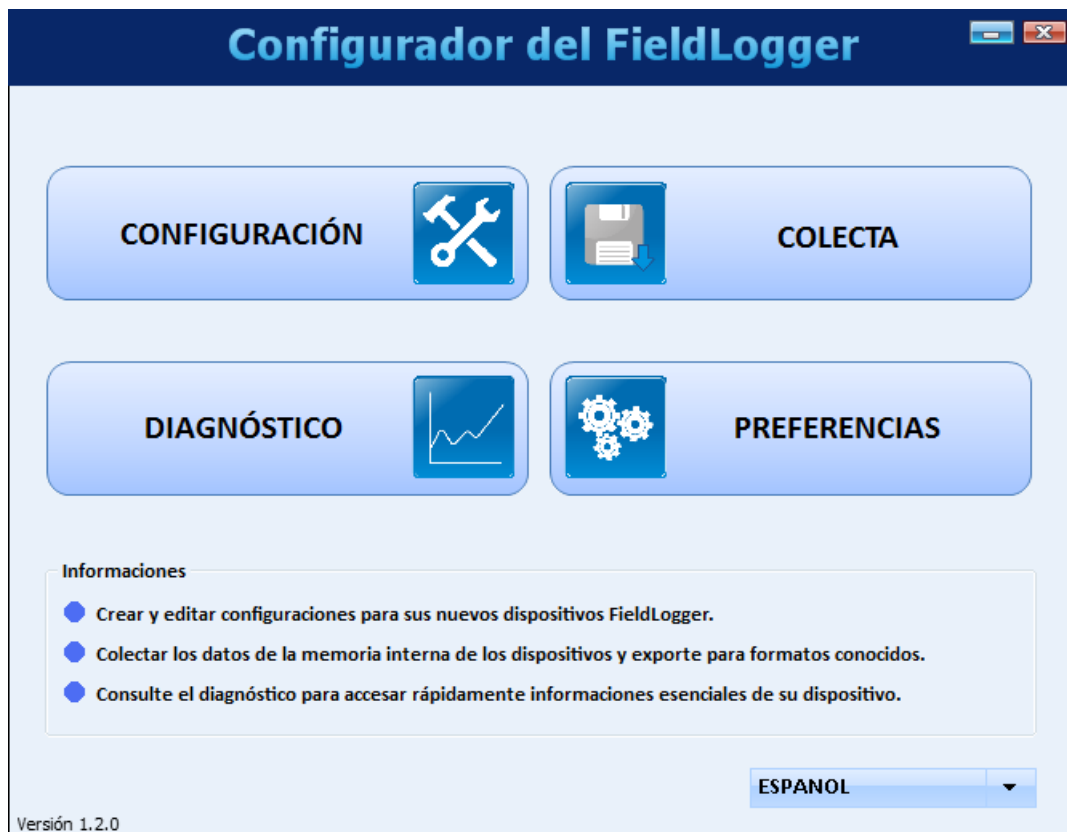 Configurador del FieldLogger
CONFIGURACIÓN
COLECTA
DIAGNÓSTICO
PREFERENCIAS
Informaciones
Crear y editar configuraciones para sus nuevos dispositivos FieldLogger.
Colectar los datos de la memoria interna de los dispositivos y exporte para formatos conocidos.
Consulte el diagnóstico para accesar rápidamente informaciones esenciales de su dispositivo.
ESPANOL
Versión 1.2.0